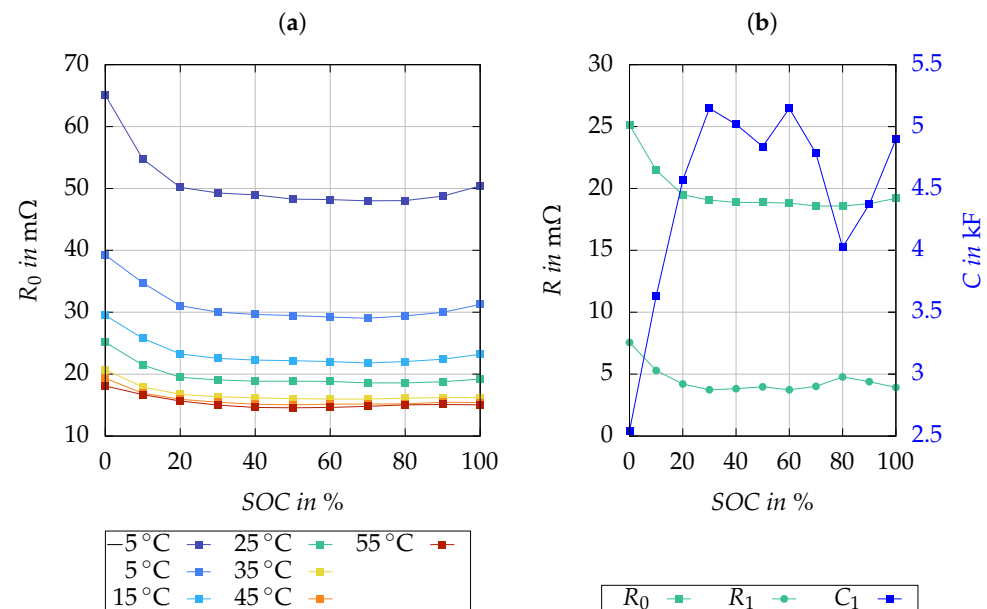 (a)
70
60
50
40
30
20
10
R₀ in mΩ
0 20 40 60 80 100
SOC in %
−5 °C 25 °C 55 °C
5 °C 35 °C
15 °C 45 °C
(b)
30
25
20
15
10
5
0
R in mΩ
5.5
5
4.5
4
3.5
3
2.5
C in kF
0 20 40 60 80 100
SOC in %
R₀ R₁ C₁